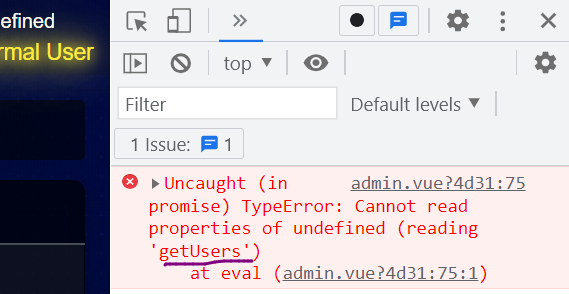 efined
rmal User
top
Filter
Default levels
1 Issue: 1
Uncaught (in admin.vue?4d31:75
promise) TypeError: Cannot read
properties of undefined (reading
'getUsers')
at eval (admin.vue?4d31:75:1)